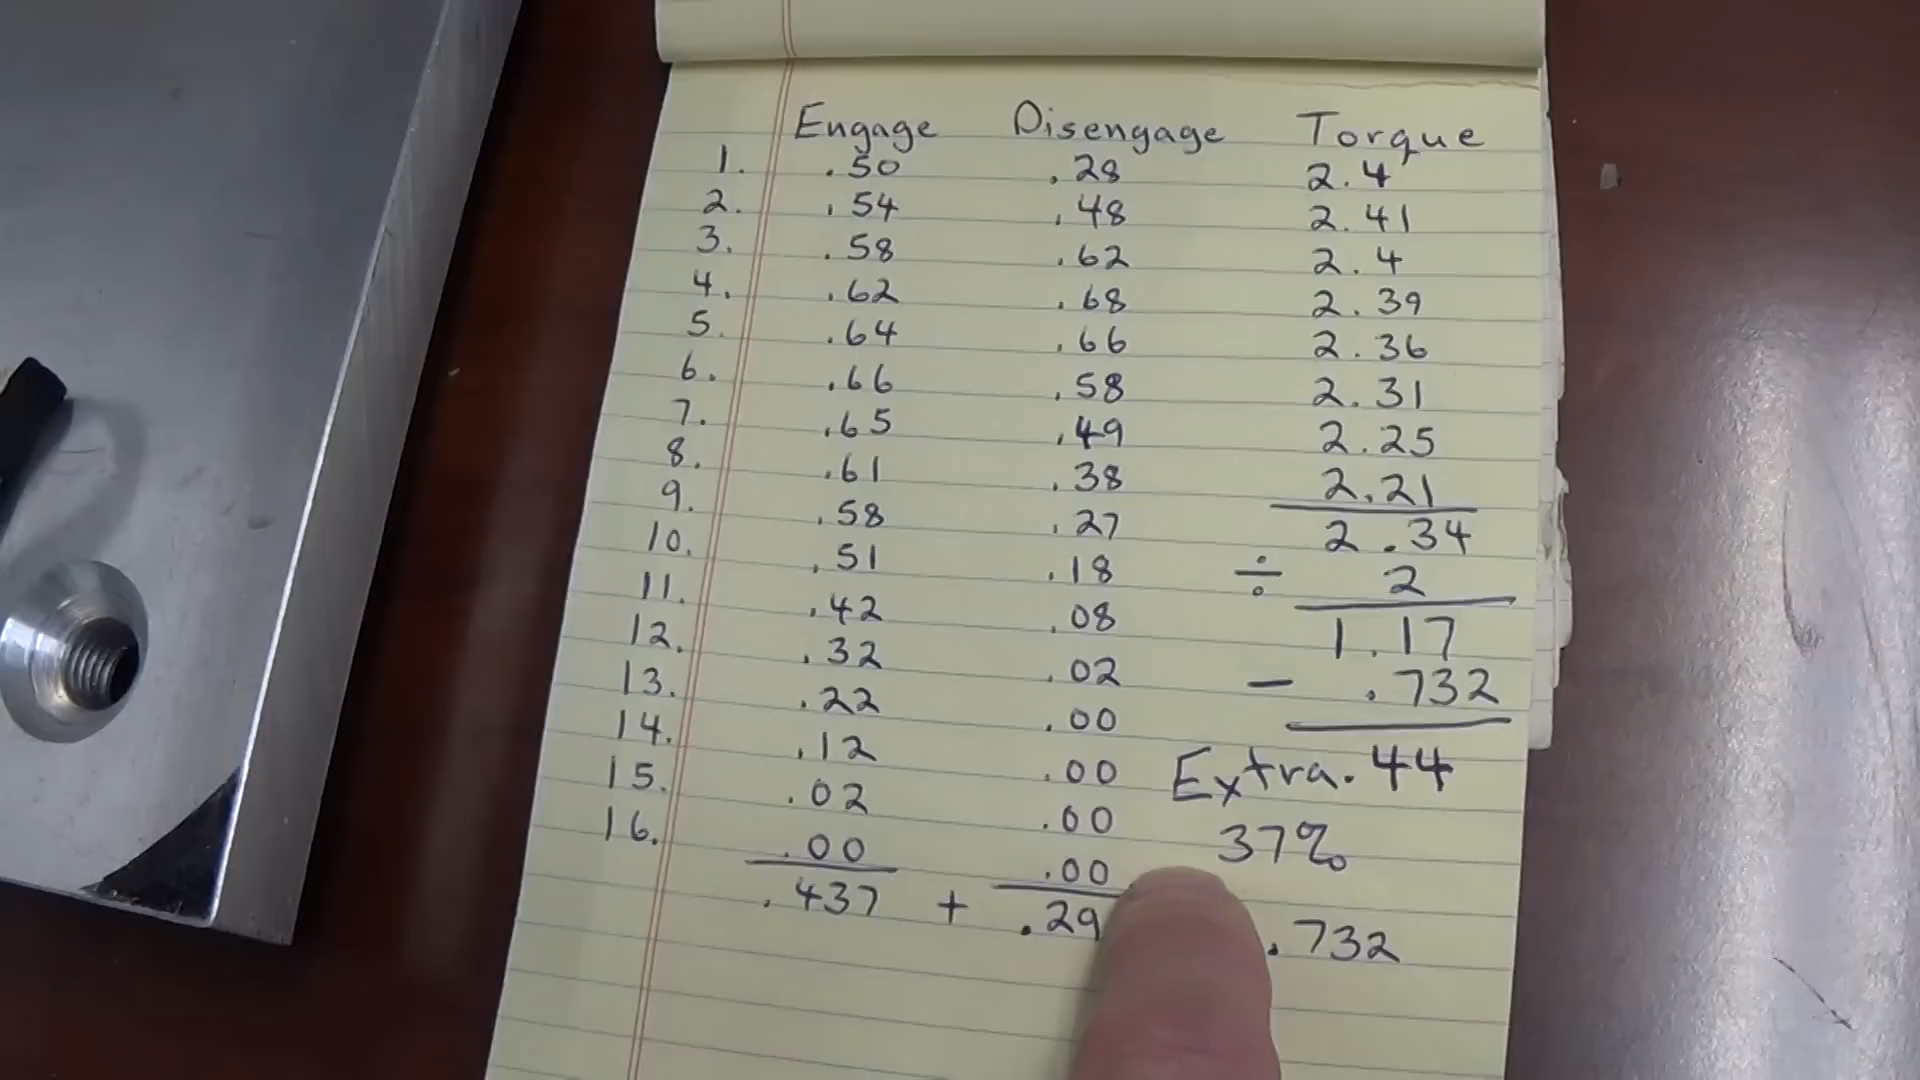 Engage Disengage Torque
1. .50 .28 2.4
2. .54 .48 2.41
3. .58 .62 2.4
4. .62 .68 2.39
5. .64 .66 2.36
6. .66 .58 2.31
7. .65 .49 2.25
8. .61 .38 2.21
9. .58 .27 2.34
10. .51 .18 ÷ 2
11. .42 .08 1.17
12. .32 .02 - .732
13. .22 .00
14. .12 .00 Extra .44
15. .02 .00 37%
16. .00 .00
.437 + .29 .732